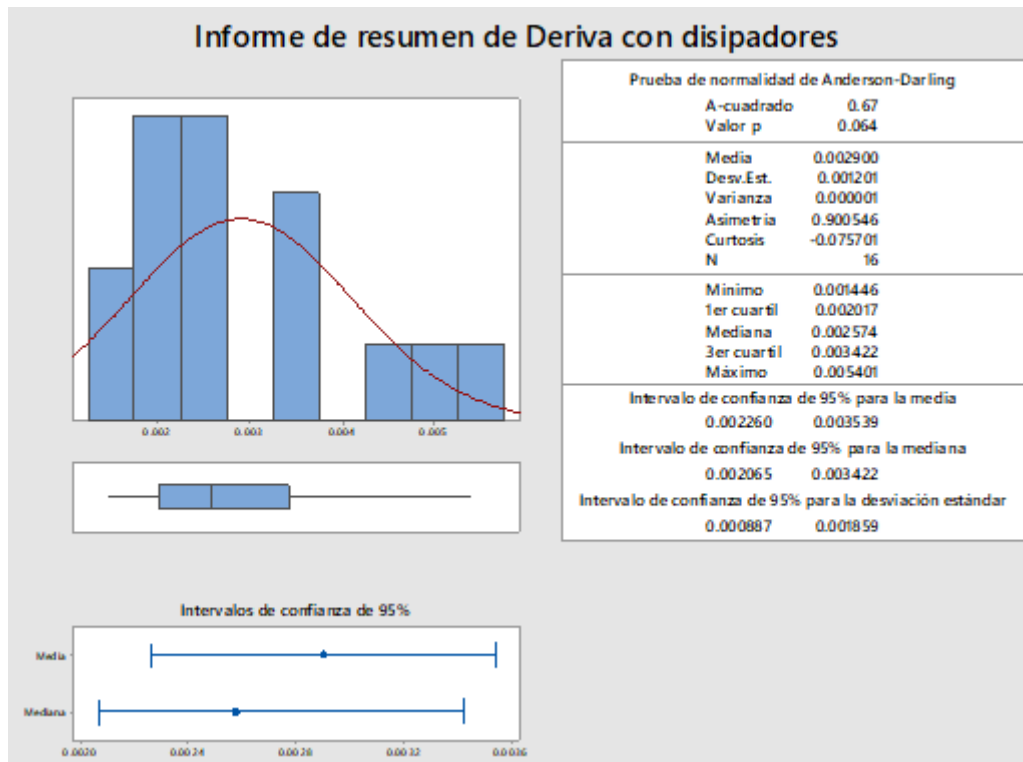 Informe de resumen de Deriva con disipadores
Prueba de normalidad de Anderson-Darling
A-cuadrado 0.67
Valor p 0.064
Media 0.002900
Desv.Est. 0.001201
Varianza 0.000001
Asimetría 0.900546
Curtosis -0.075701
N 16
Mínimo 0.001446
1er cuartil 0.002017
Mediana 0.002574
3er cuartil 0.003422
Máximo 0.005401
Intervalo de confianza de 95% para la media
0.002260 0.003539
Intervalo de confianza de 95% para la mediana
0.002065 0.003422
Intervalo de confianza de 95% para la desviación estándar
0.000887 0.001859
0.002 0.003 0.004 0.005
Intervalos de confianza de 95%
Media
Mediana
0.0020 0.0024 0.0028 0.0032 0.0036